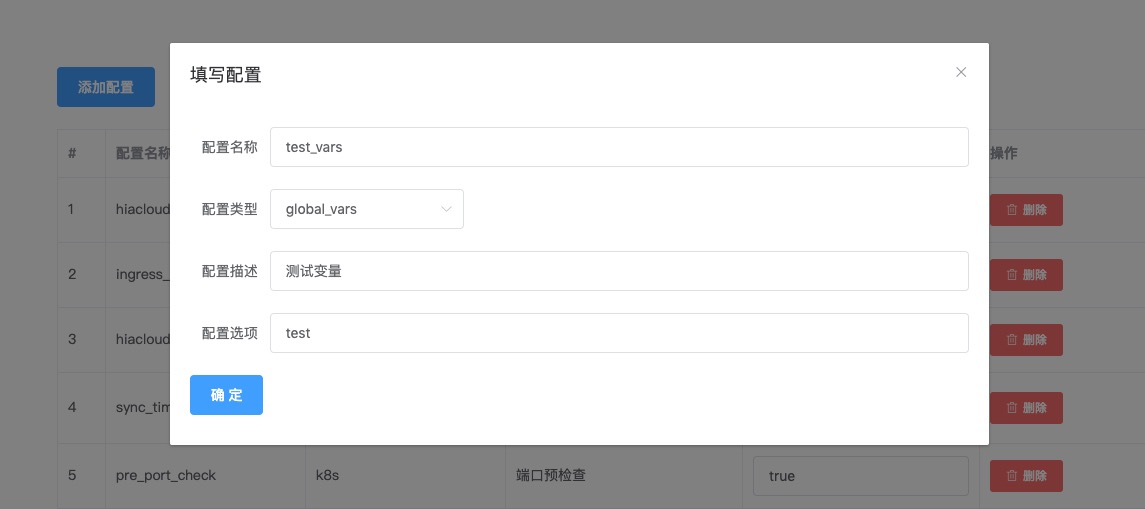 填写配置
添加配置
配置名称 test_vars
# 配置名称 操作
配置类型 global_vars
1 hiacloud 删除
配置描述 测试变量
2 ingress_ 删除
配置选项 test
3 hiacloud 删除
确 定
4 sync_tim 删除
5 pre_port_check k8s 端口预检查 true 删除